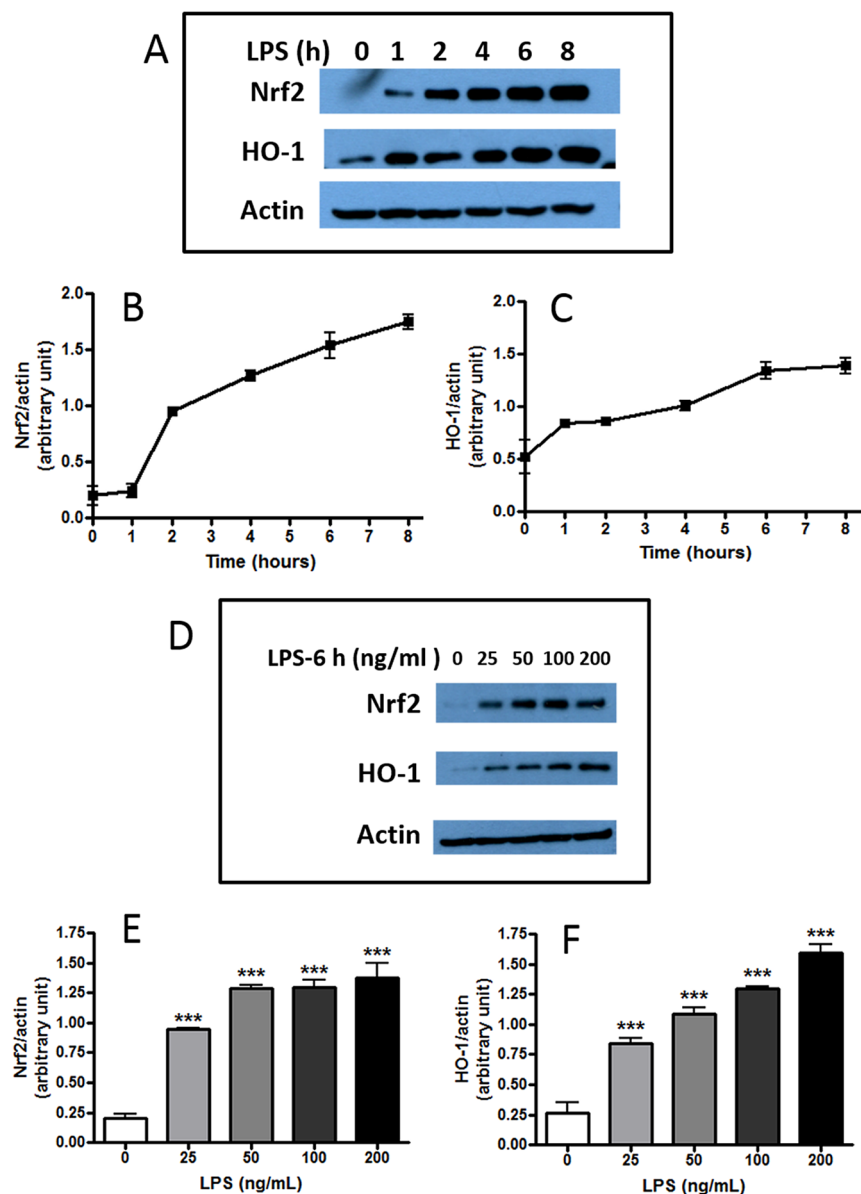 A
LPS (h) 0 1 2 4 6 8
Nrf2
HO-1
Actin
B
Nrf2/actin
(arbitrary unit)
2.0
1.5
1.0
0.5
0.0
0 1 2 3 4 5 6 7 8
Time (hours)
C
HO-1/actin
(arbitrary unit)
2.0
1.5
1.0
0.5
0.0
0 1 2 3 4 5 6 7 8
Time (hours)
D
LPS-6 h (ng/ml ) 0 25 50 100 200
Nrf2
HO-1
Actin
E
Nrf2/actin
(arbitrary unit)
1.75
1.50
1.25
1.00
0.75
0.50
0.25
0.00
*** *** *** ***
0 25 50 100 200
LPS (ng/mL)
F
HO-1/actin
(arbitrary unit)
1.75
1.50
1.25
1.00
0.75
0.50
0.25
0.00
*** *** *** ***
0 25 50 100 200
LPS (ng/mL)